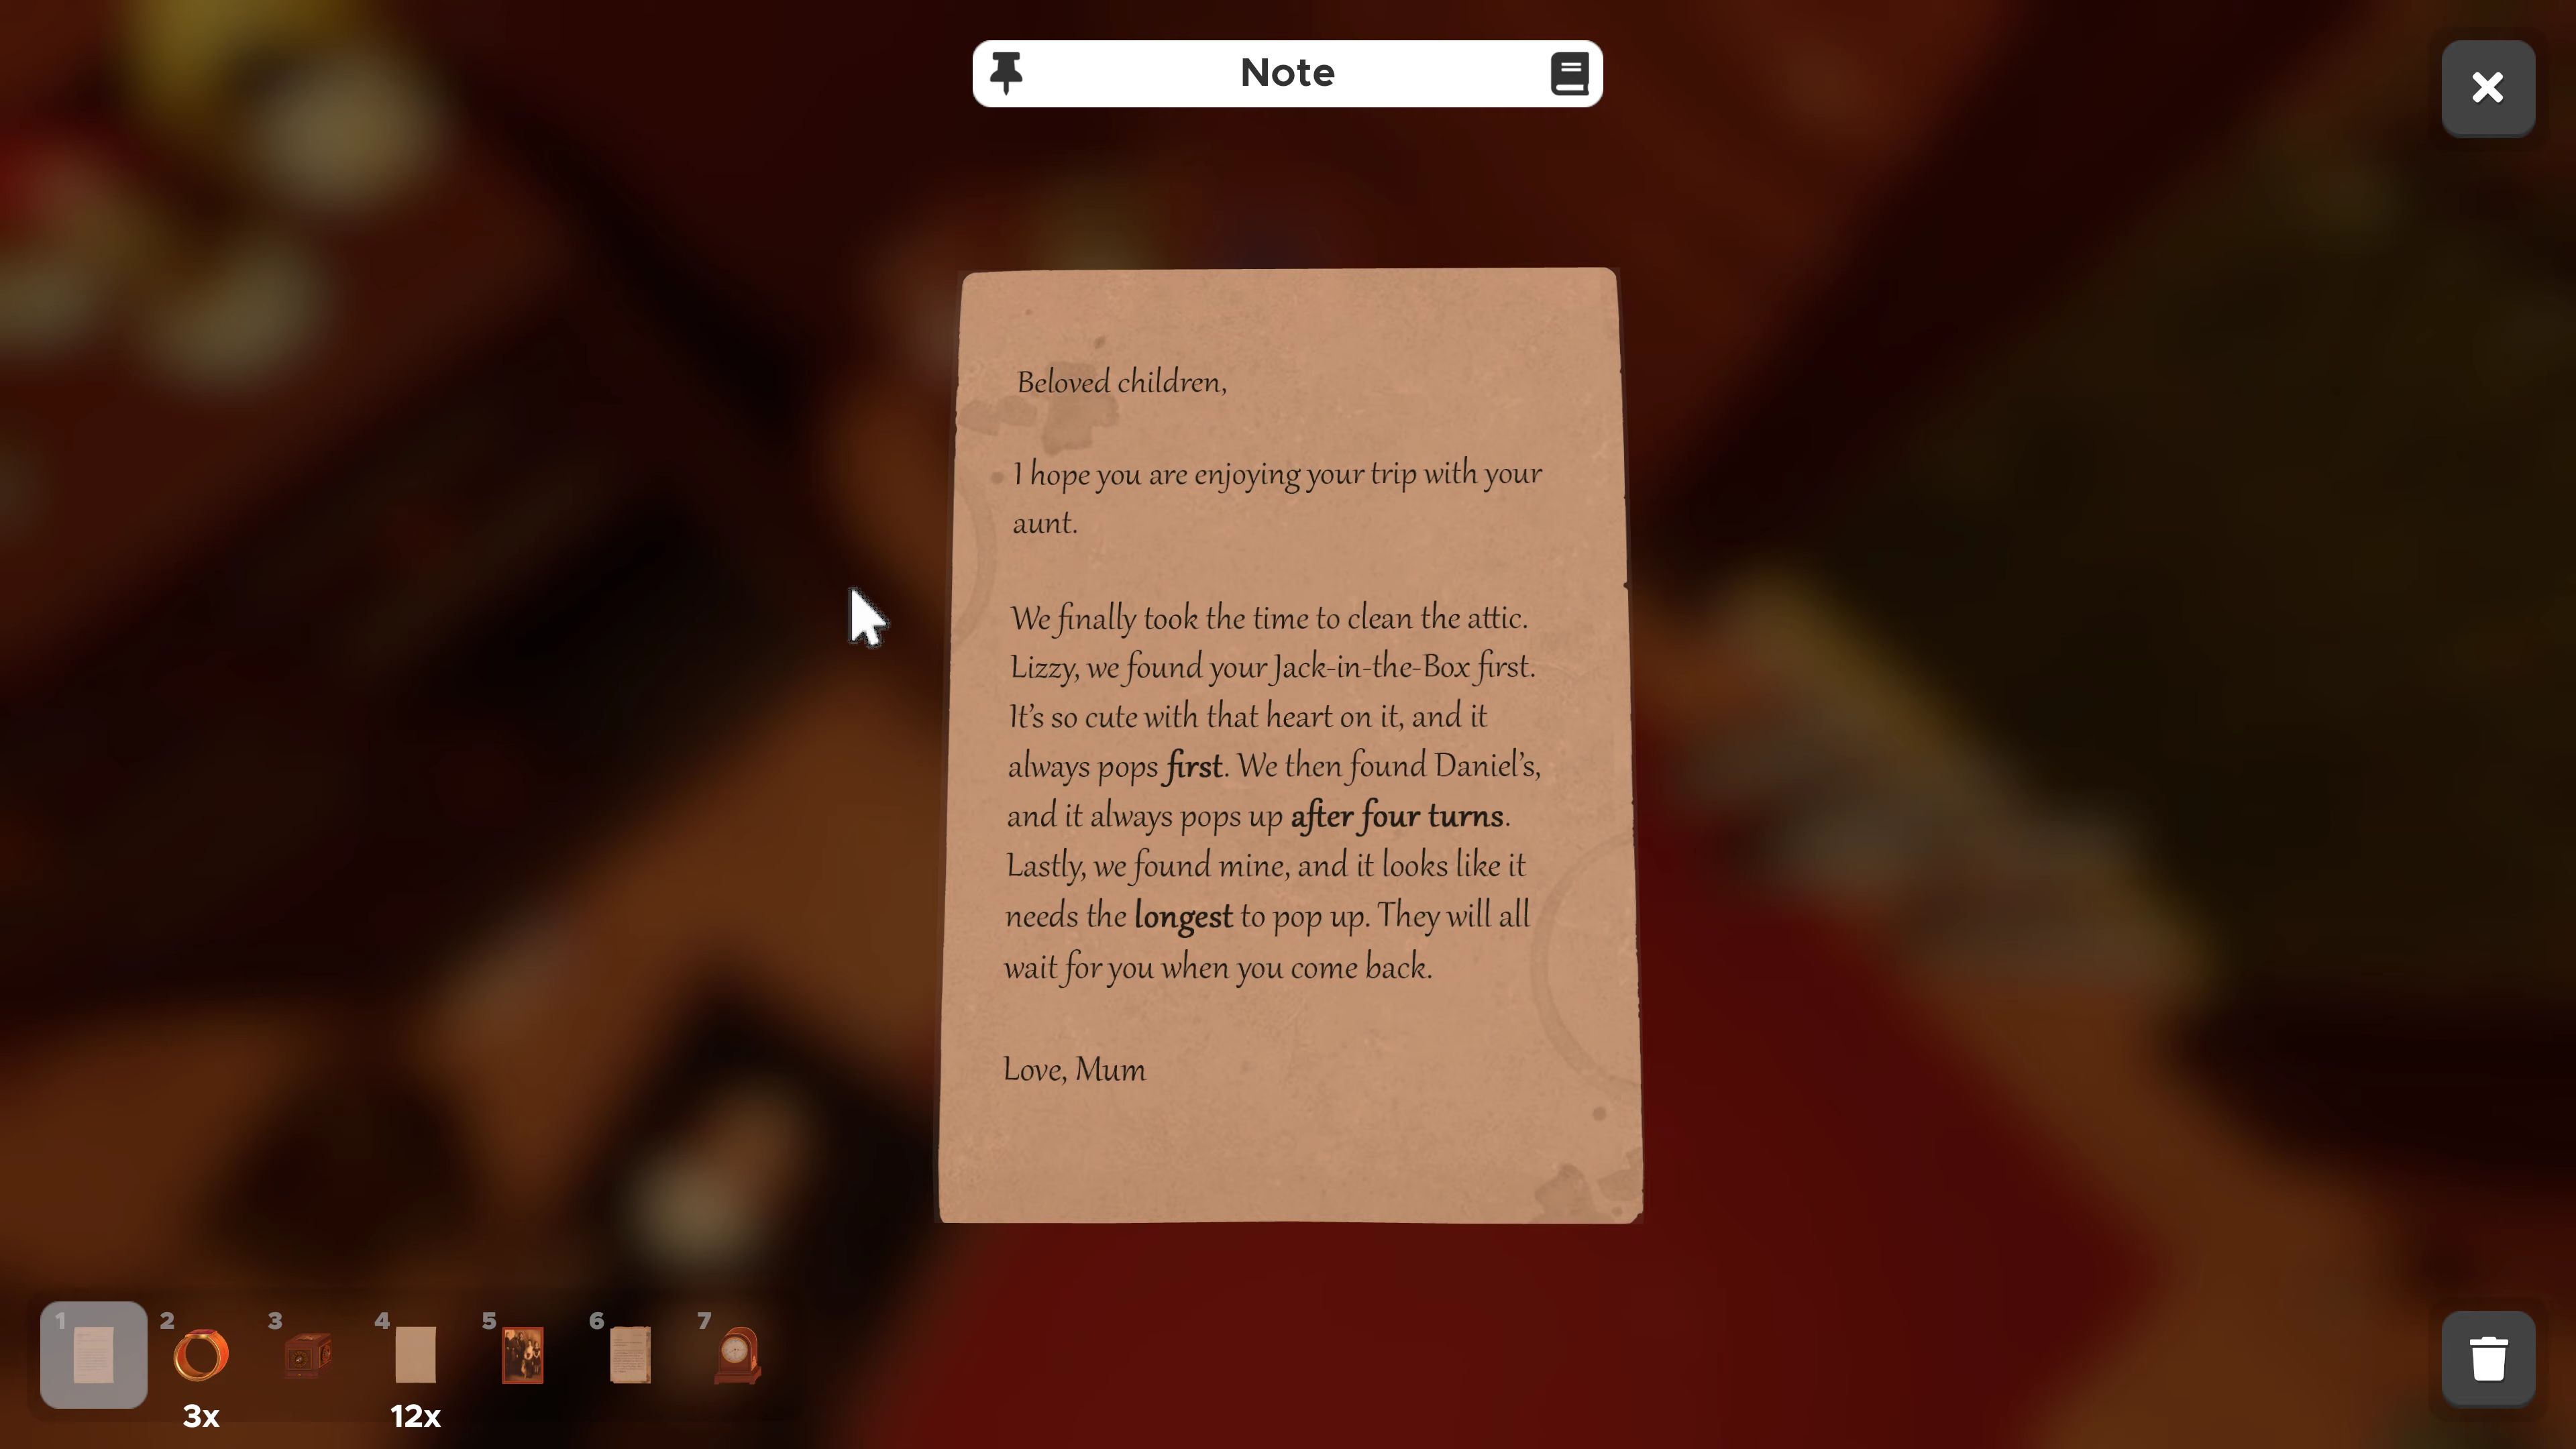 Note
Beloved children,
I hope you are enjoying your trip with your
aunt.
We finally took the time to clean the attic.
Lizzy, we found your Jack-in-the-Box first.
It's so cute with that heart on it, and it
always pops first. We then found Daniel's,
and it always pops up after four turns.
Lastly, we found mine, and it looks like it
needs the longest to pop up. They will all
wait for you when you come back.
Love, Mum
1 2 3 4 5 6 7
3x 12x